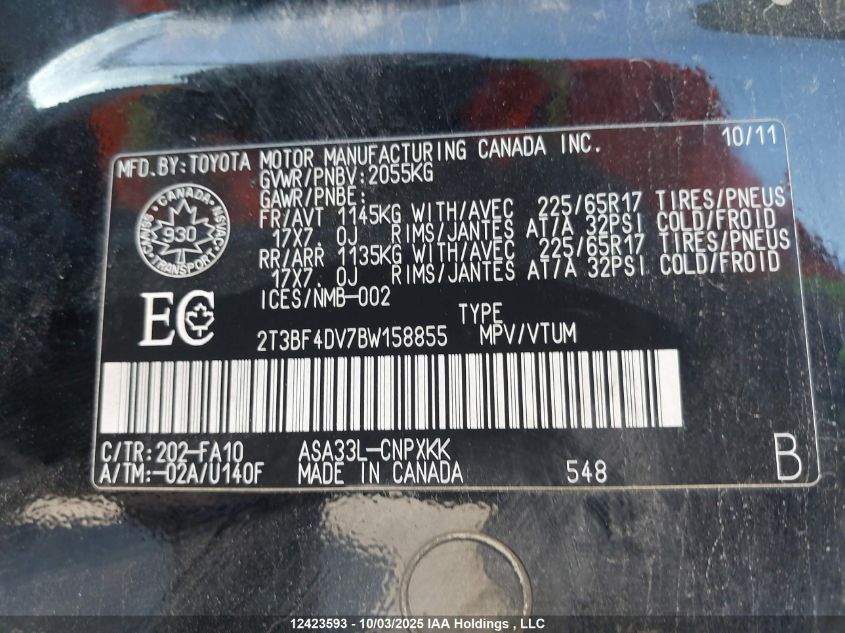 MFD.BY:TOYOTA MOTOR MANUFACTURING CANADA INC. 10/11
GVWR/PNBV:2055KG
GAWR/PNBE:
FR/AVT 1145KG WITH/AVEC 225/65R17 TIRES/PNEUS
17X7.0J RIMS/JANTES AT/A 32PSI COLD/FROID
RR/ARR 1135KG WITH/AVEC 225/65R17 TIRES/PNEUS
17X7.0J RIMS/JANTES AT/A 32PSI COLD/FROID
CANADA
930
TRANSPORT
ICES/NMB-002
EC
TYPE
2T3BF4DV7BW158855 MPV/VTUM
C/TR:202-FA10 ASA33L-CNPXKK
A/TM:-02A/U140F MADE IN CANADA 548 B
12423593 - 10/03/2025 IAA Holdings , LLC